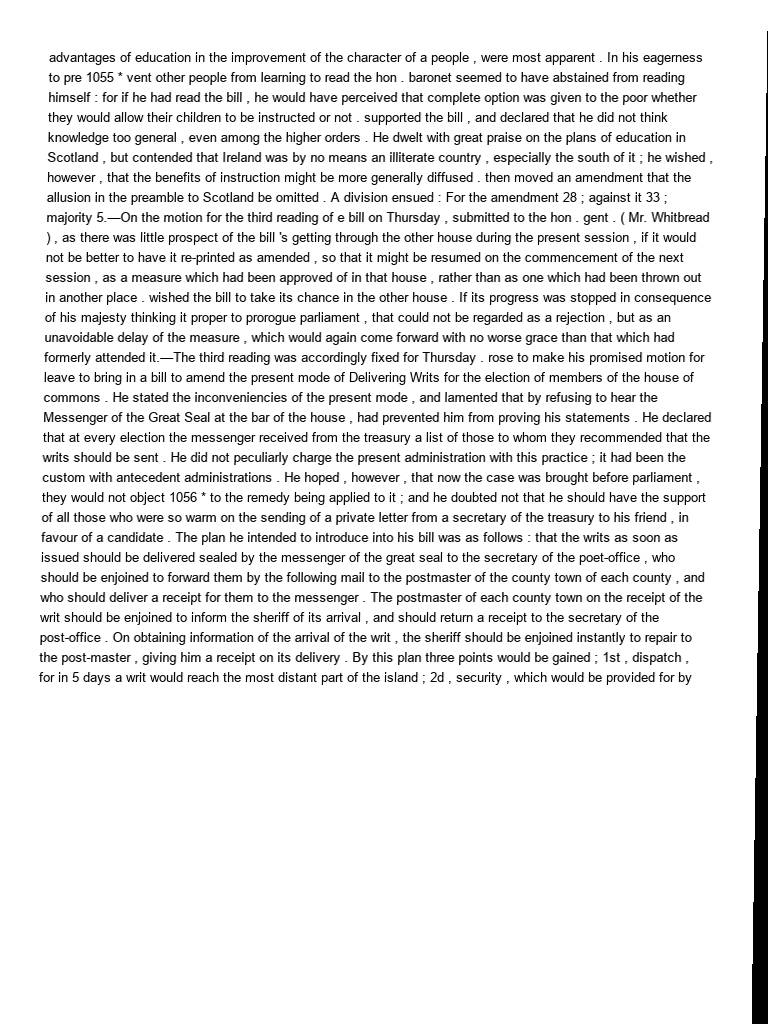 advantages of education in the improvement of the character of a people , were most apparent . In his eagerness
to pre 1055 * vent other people from learning to read the hon . baronet seemed to have abstained from reading
himself : for if he had read the bill , he would have perceived that complete option was given to the poor whether
they would allow their children to be instructed or not . supported the bill , and declared that he did not think
knowledge too general , even among the higher orders . He dwelt with great praise on the plans of education in
Scotland , but contended that Ireland was by no means an illiterate country , especially the south of it ; he wished ,
however , that the benefits of instruction might be more generally diffused . then moved an amendment that the
allusion in the preamble to Scotland be omitted . A division ensued : For the amendment 28 ; against it 33 ;
majority 5.—On the motion for the third reading of e bill on Thursday , submitted to the hon . gent . ( Mr. Whitbread
) , as there was little prospect of the bill 's getting through the other house during the present session , if it would
not be better to have it re-printed as amended , so that it might be resumed on the commencement of the next
session , as a measure which had been approved of in that house , rather than as one which had been thrown out
in another place . wished the bill to take its chance in the other house . If its progress was stopped in consequence
of his majesty thinking it proper to prorogue parliament , that could not be regarded as a rejection , but as an
unavoidable delay of the measure , which would again come forward with no worse grace than that which had
formerly attended it.—The third reading was accordingly fixed for Thursday . rose to make his promised motion for
leave to bring in a bill to amend the present mode of Delivering Writs for the election of members of the house of
commons . He stated the inconveniencies of the present mode , and lamented that by refusing to hear the
Messenger of the Great Seal at the bar of the house , had prevented him from proving his statements . He declared
that at every election the messenger received from the treasury a list of those to whom they recommended that the
writs should be sent . He did not peculiarly charge the present administration with this practice ; it had been the
custom with antecedent administrations . He hoped , however , that now the case was brought before parliament ,
they would not object 1056 * to the remedy being applied to it ; and he doubted not that he should have the support
of all those who were so warm on the sending of a private letter from a secretary of the treasury to his friend , in
favour of a candidate . The plan he intended to introduce into his bill was as follows : that the writs as soon as
issued should be delivered sealed by the messenger of the great seal to the secretary of the poet-office , who
should be enjoined to forward them by the following mail to the postmaster of the county town of each county , and
who should deliver a receipt for them to the messenger . The postmaster of each county town on the receipt of the
writ should be enjoined to inform the sheriff of its arrival , and should return a receipt to the secretary of the
post-office . On obtaining information of the arrival of the writ , the sheriff should be enjoined instantly to repair to
the post-master , giving him a receipt on its delivery . By this plan three points would be gained ; 1st , dispatch ,
for in 5 days a writ would reach the most distant part of the island ; 2d , security , which would be provided for by